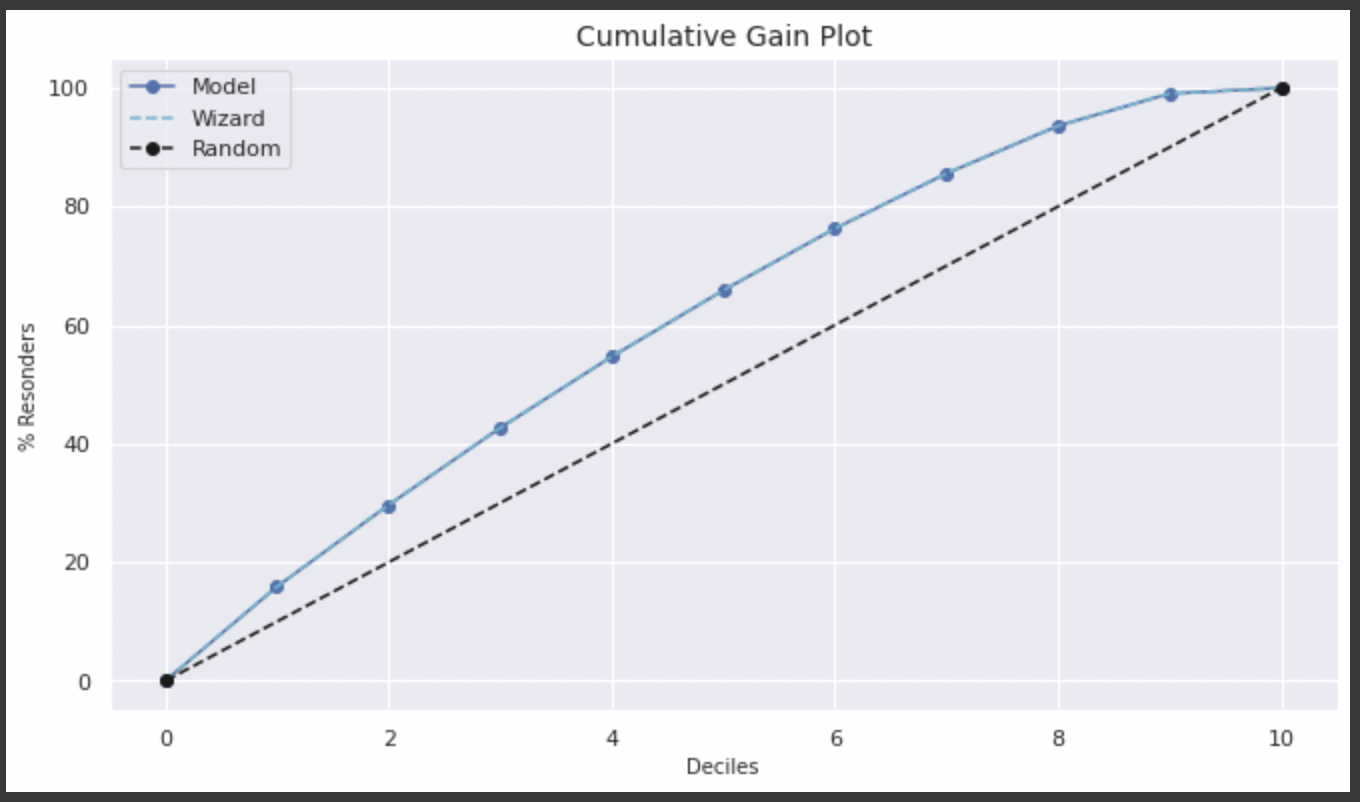 Cumulative Gain Plot
Model
Wizard
Random
100
80
60
40
20
0
% Resonders
0 2 4 6 8 10
Deciles